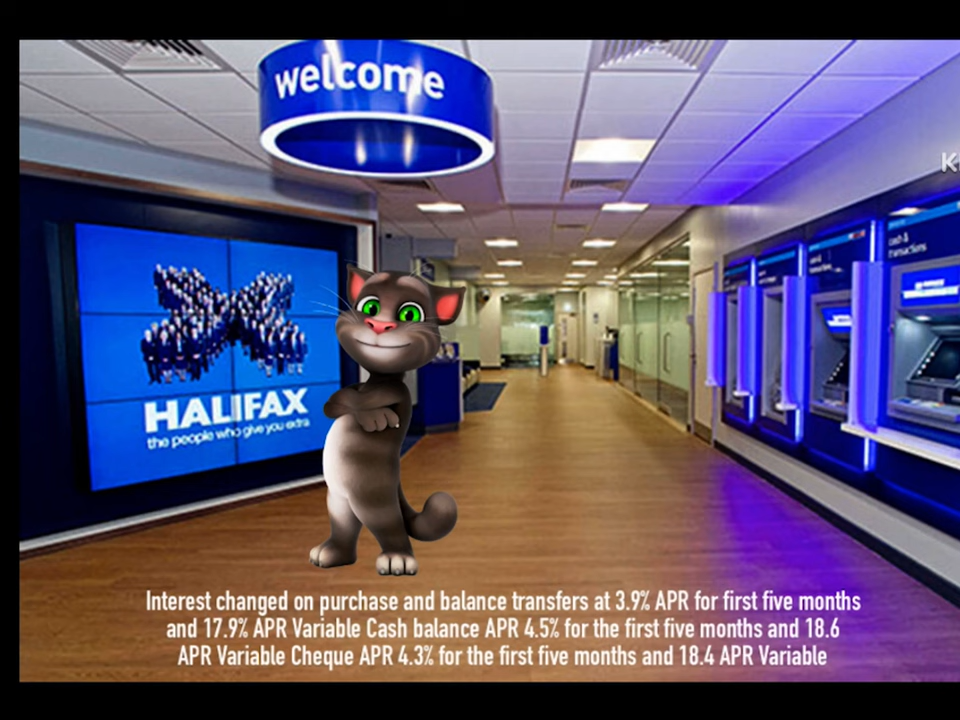 welcome
HALIFAX
the people who give you extra
cash &
transactions
Interest changed on purchase and balance transfers at 3.9% APR for first five months
and 17.9% APR Variable Cash balance APR 4.5% for the first five months and 18.6
APR Variable Cheque APR 4.3% for the first five months and 18.4 APR Variable